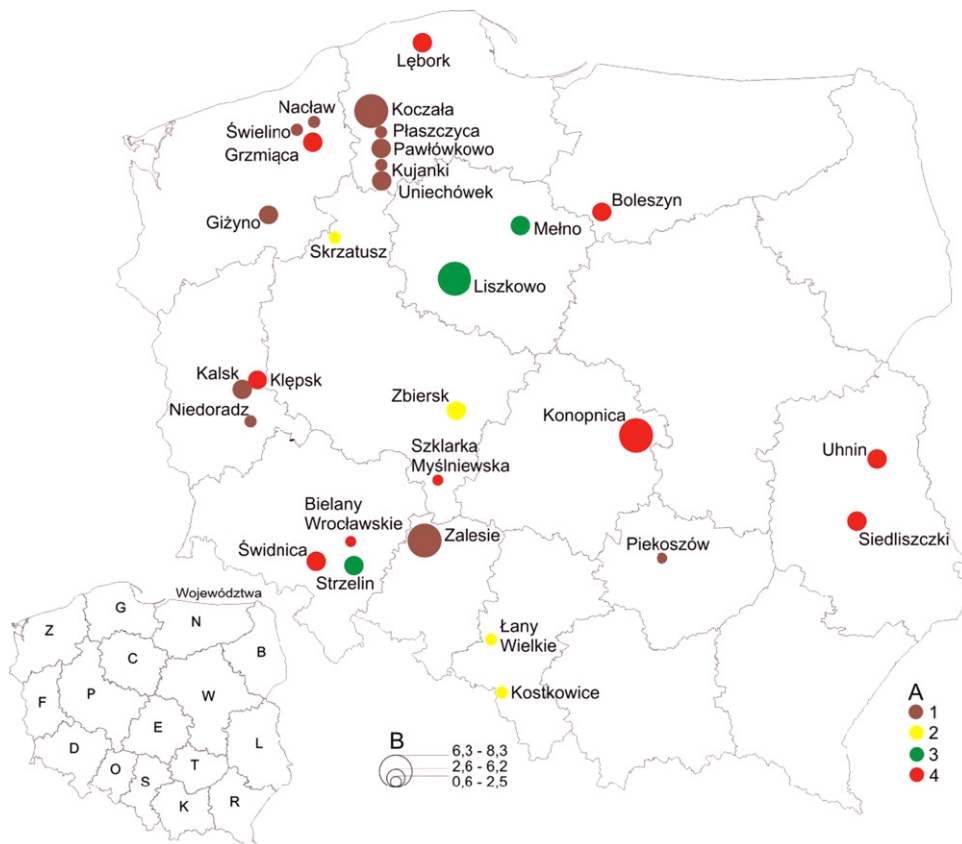 Lębork
Koczała
Nacław
Płaszczyca
Świelino
Pawłówkowo
Grzmiąca
Kujanki
Uniechówek
Boleszyn
Giżyno
Mełno
Skrzatusz
Liszkowo
Kalsk
Klępsk
Niedoradz
Zbiersk
Konopnica
Szklarka
Myślniewska
Uhnin
Bielany
Wrocławskie
Zalesie
Siedliszczki
Świdnica
Piekoszów
Strzelin
Województwa
G
Z
N
C
B
P
F
W
E
D
L
O
S
T
K
R
Łany
Wielkie
Kostkowice
B
6,3 - 8,3
2,6 - 6,2
0,6 - 2,5
A
1
2
3
4